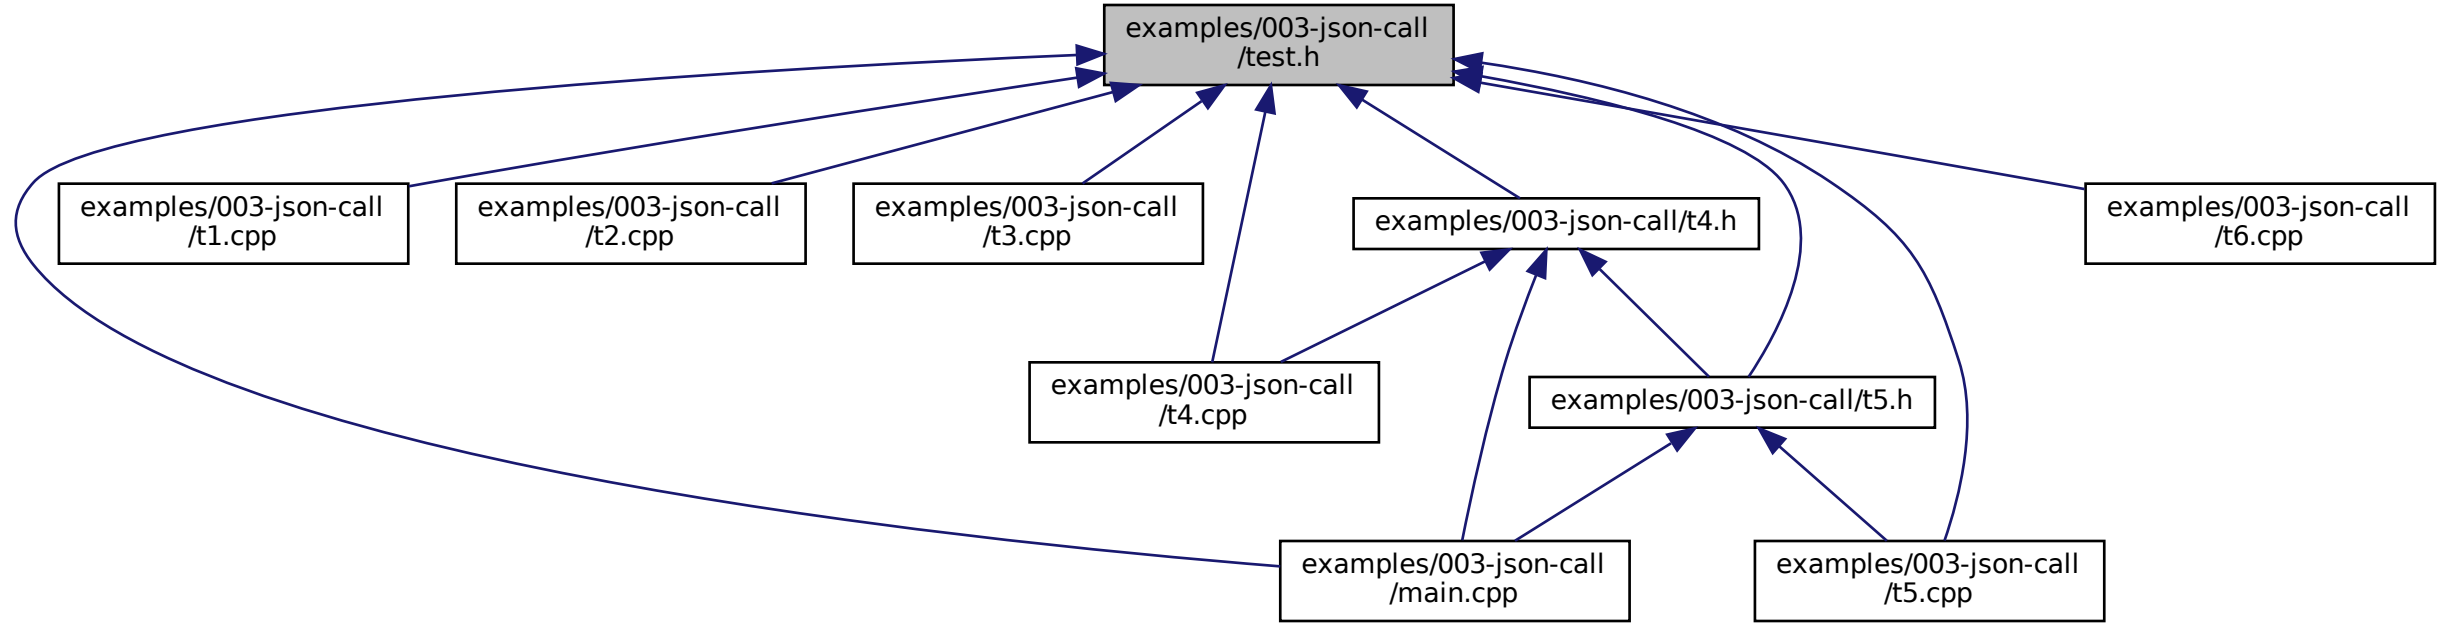 examples/003-json-call
/test.h
examples/003-json-call
/t1.cpp
examples/003-json-call
/t2.cpp
examples/003-json-call
/t3.cpp
examples/003-json-call/t4.h
examples/003-json-call
/t6.cpp
examples/003-json-call
/t4.cpp
examples/003-json-call/t5.h
examples/003-json-call
/main.cpp
examples/003-json-call
/t5.cpp